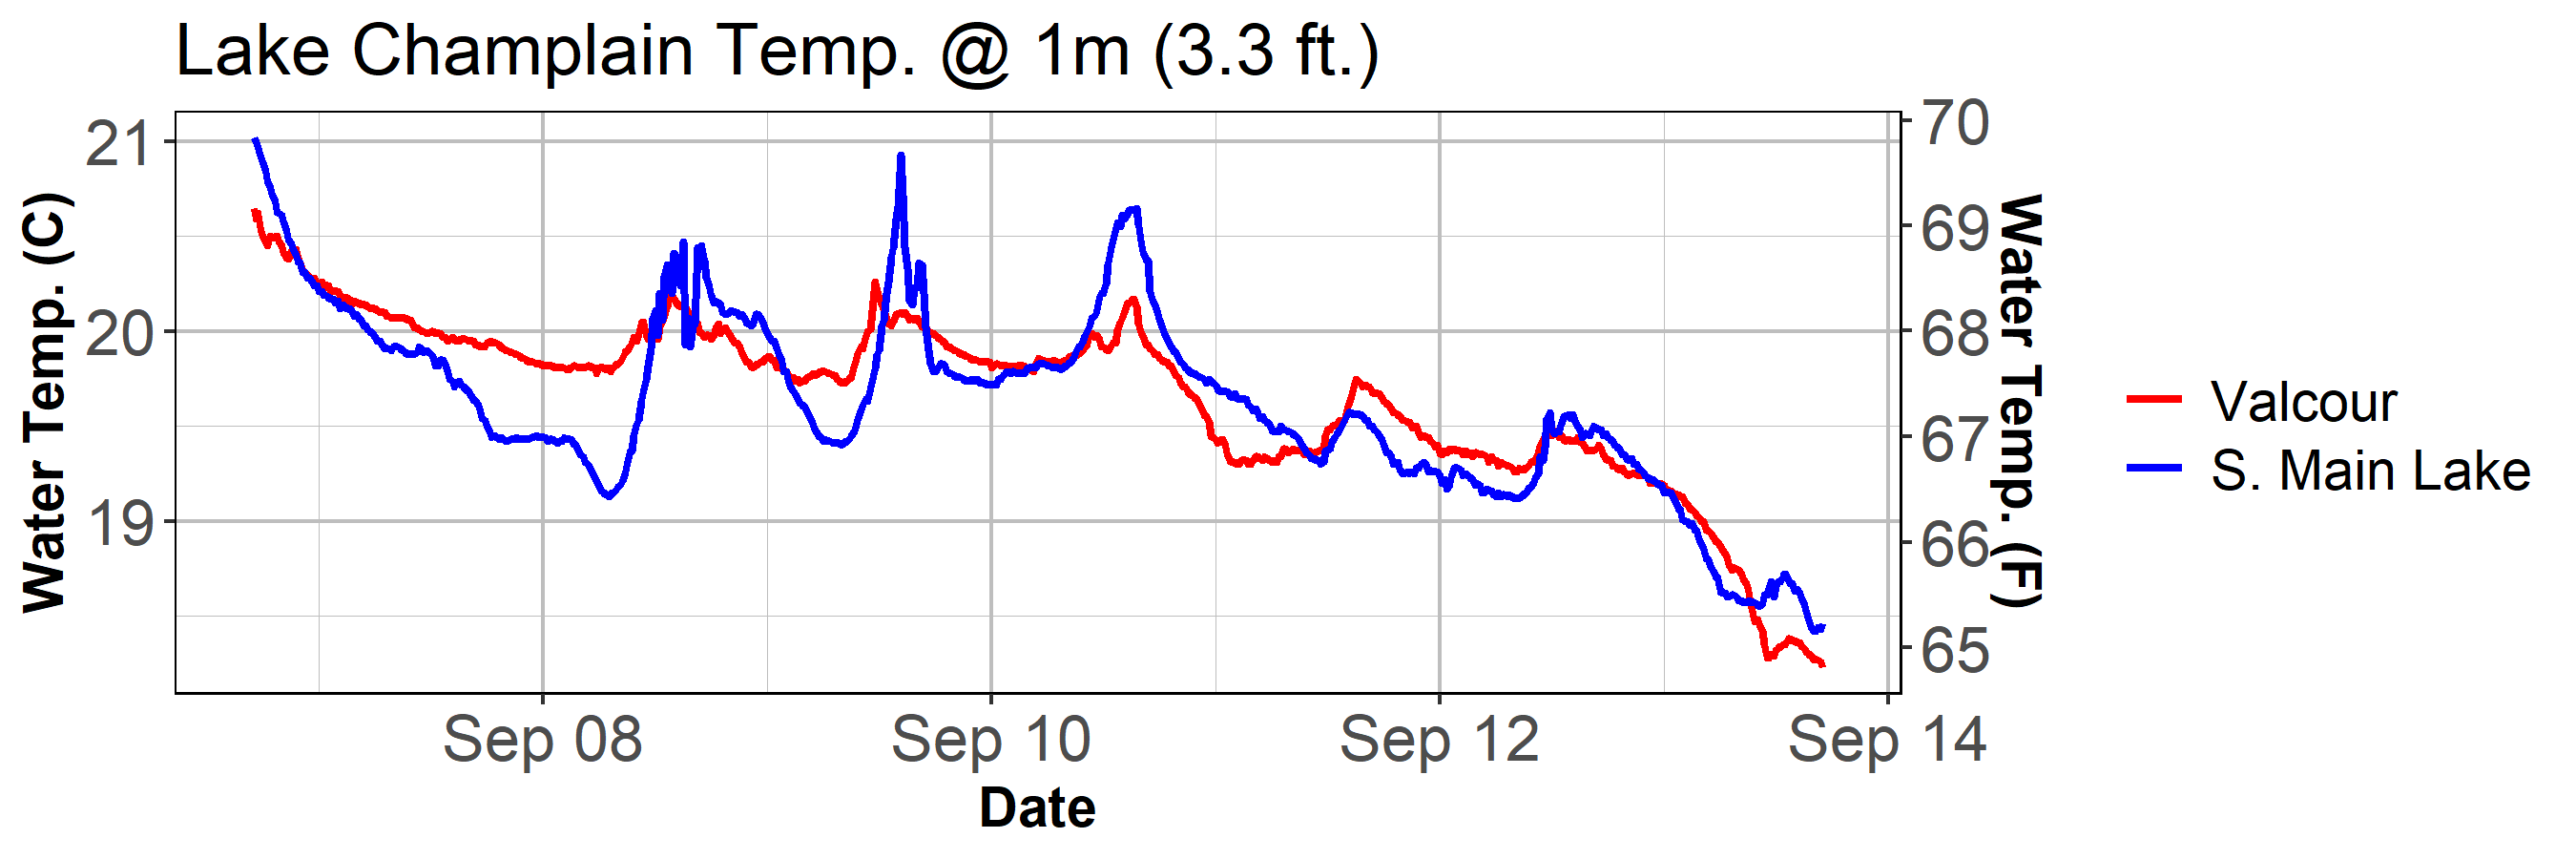 Lake Champlain Temp. @ 1m (3.3 ft.)
Water Temp. (C)
21
20
19
70
69
68
67
66
65
Water Temp. (F)
Sep 08
Sep 10
Sep 12
Sep 14
Date
Valcour
S. Main Lake